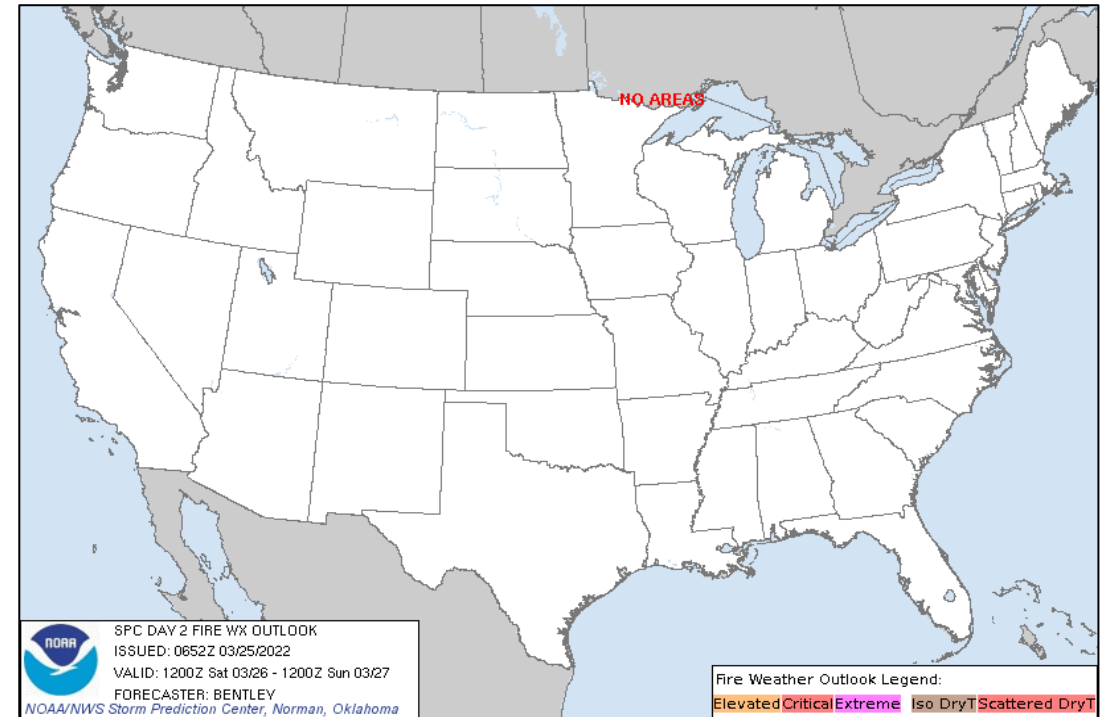 NO AREAS
NOAA
SPC DAY 2 FIRE WX OUTLOOK
ISSUED: 0652Z 03/25/2022
VALID: 1200Z Sat 03/26 - 1200Z Sun 03/27
FORECASTER: BENTLEY
NOAA/NWS Storm Prediction Center, Norman, Oklahoma
Fire Weather Outlook Legend:
Elevated Critical Extreme Iso DryT Scattered DryT